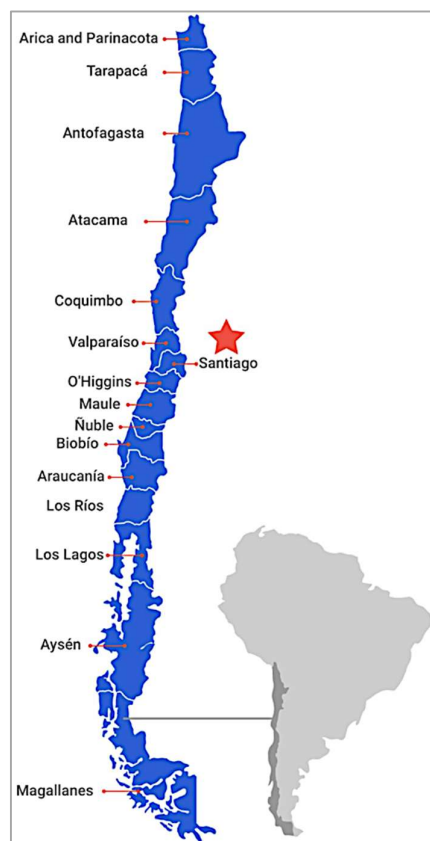 Arica and Parinacota
Tarapacá
Antofagasta
Atacama
Coquimbo
Valparaíso
Santiago
O'Higgins
Maule
Ñuble
Biobío
Araucanía
Los Ríos
Los Lagos
Aysén
Magallanes